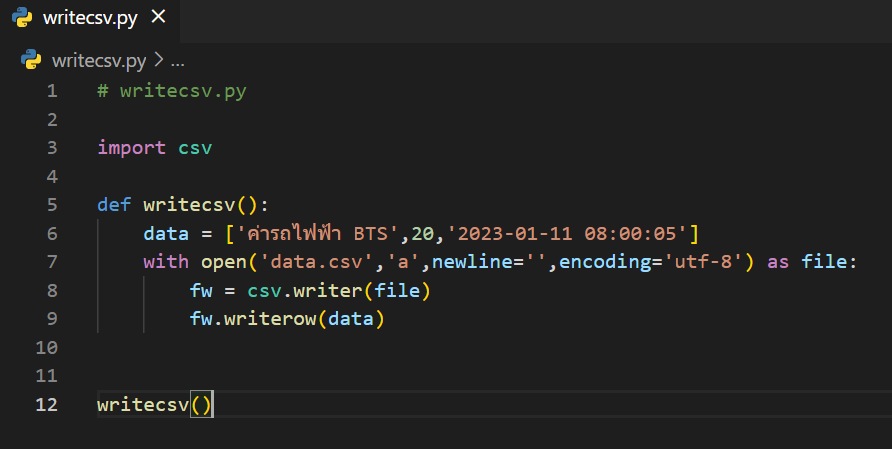 writecsv.py ×
writecsv.py > ...
1 # writecsv.py
2
3 import csv
4
5 def writecsv():
6     data = ['ค่ารถไฟฟ้า BTS',20,'2023-01-11 08:00:05']
7     with open('data.csv','a',newline='',encoding='utf-8') as file:
8         fw = csv.writer(file)
9         fw.writerow(data)
10
11
12 writecsv()